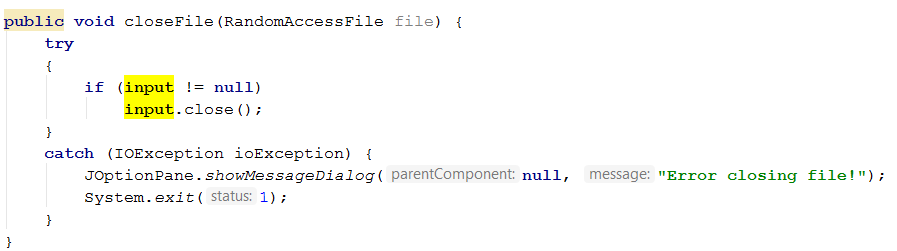 public void closeFile(RandomAccessFile file) {
try
{
if (input != null)
input.close();
}
catch (IOException ioException) {
JOptionPane.showMessageDialog( parentComponent: null, message: "Error closing file!");
System.exit( status: 1);
}
}